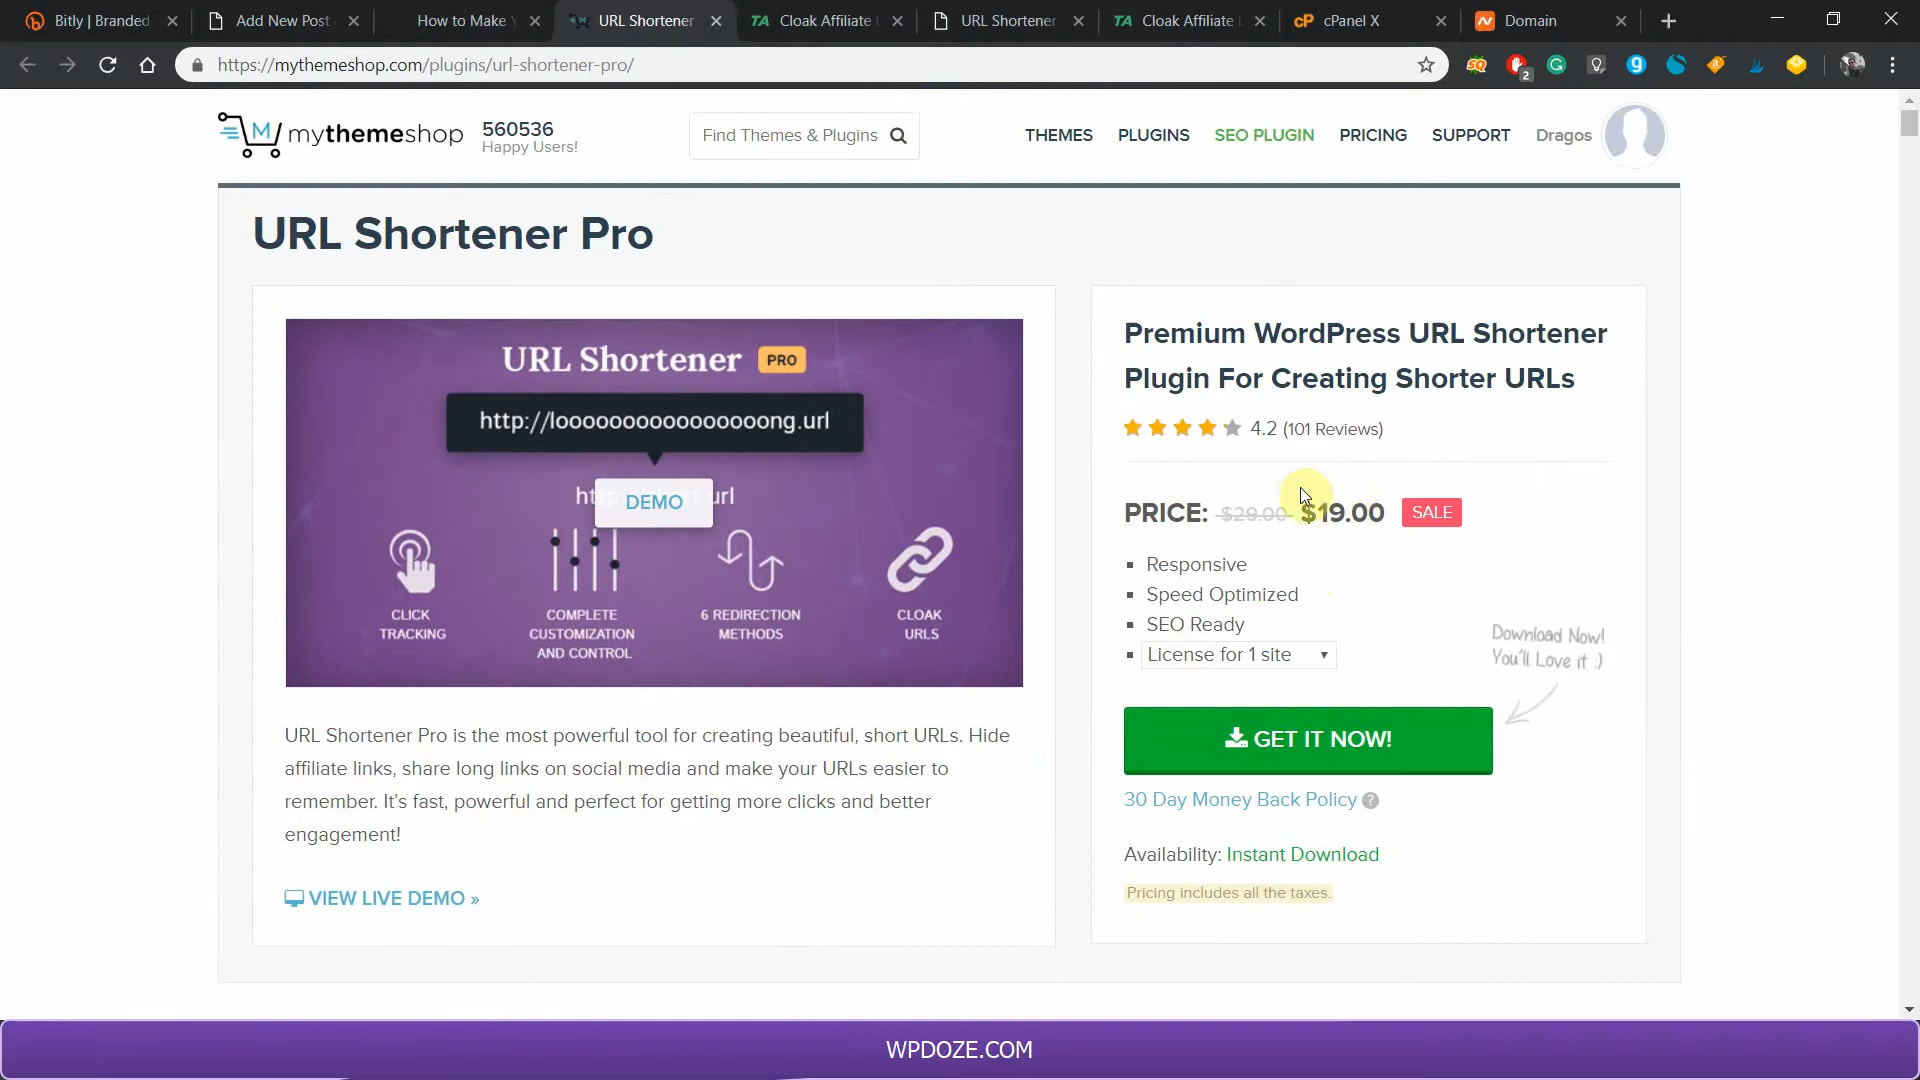 Bitly | Branded
Add New Post
How to Make
URL Shortener
Cloak Affiliate
URL Shortener
Cloak Affiliate
cP cPanel X
Domain
https://mythemeshop.com/plugins/url-shortener-pro/
2
mythemeshop
560536
Happy Users!
Find Themes & Plugins
THEMES
PLUGINS
SEO PLUGIN
PRICING
SUPPORT
Dragos
URL Shortener Pro
URL Shortener PRO
http://looooooooooooooooong.url
DEMO
CLICK
TRACKING
COMPLETE
CUSTOMIZATION
AND CONTROL
6 REDIRECTION
METHODS
CLOAK
URLS
URL Shortener Pro is the most powerful tool for creating beautiful, short URLs. Hide
affiliate links, share long links on social media and make your URLs easier to
remember. It's fast, powerful and perfect for getting more clicks and better
engagement!
VIEW LIVE DEMO »
Premium WordPress URL Shortener
Plugin For Creating Shorter URLs
4.2 (101 Reviews)
PRICE: $29.00 $19.00 SALE
Responsive
Speed Optimized
SEO Ready
License for 1 site
Download Now!
You'll Love it :)
GET IT NOW!
30 Day Money Back Policy ?
Availability: Instant Download
Pricing includes all the taxes.
WPDOZE.COM